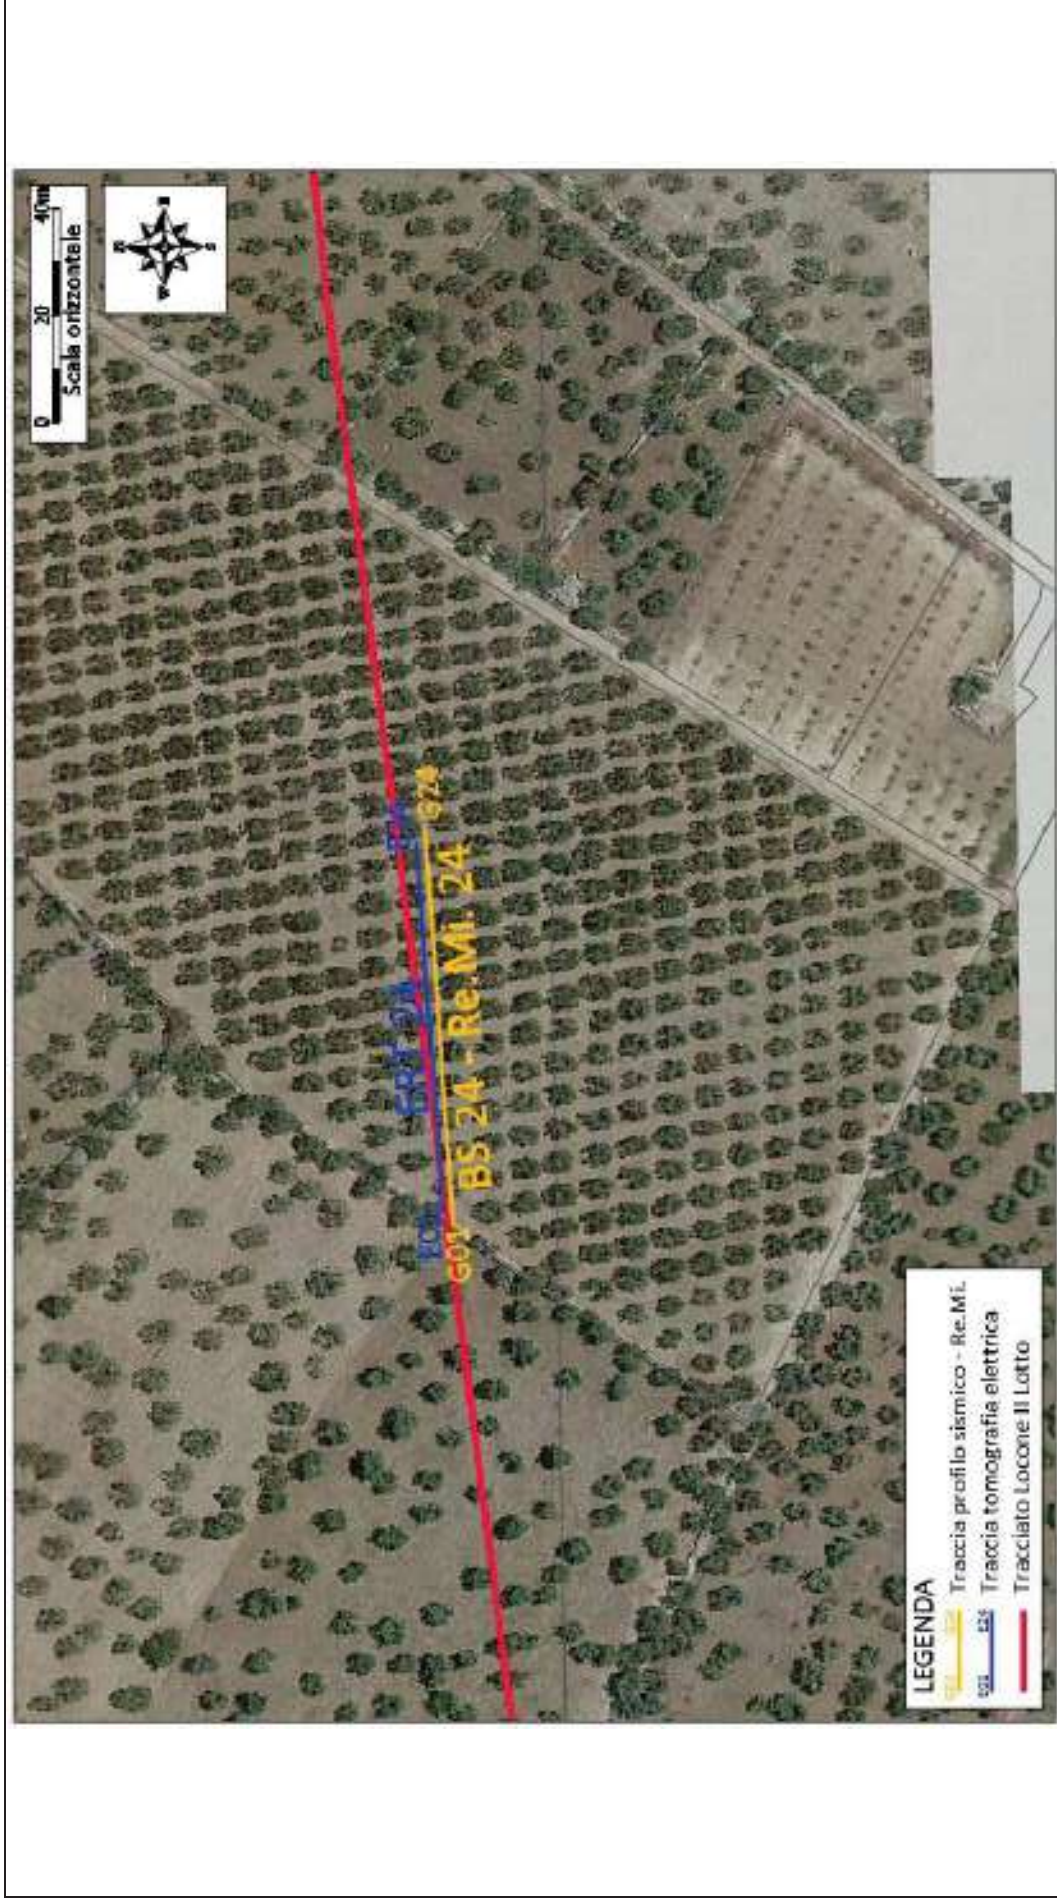 0 20 40m
Scala orizzontale
N
W
S
ERT 24
G24
BS 24 - Re.Mi. 24
E01
G01
LEGENDA
Traccia profilo sismico - Re.Mi.
Traccia tomografia elettrica
Tracciato Locone II Lotto